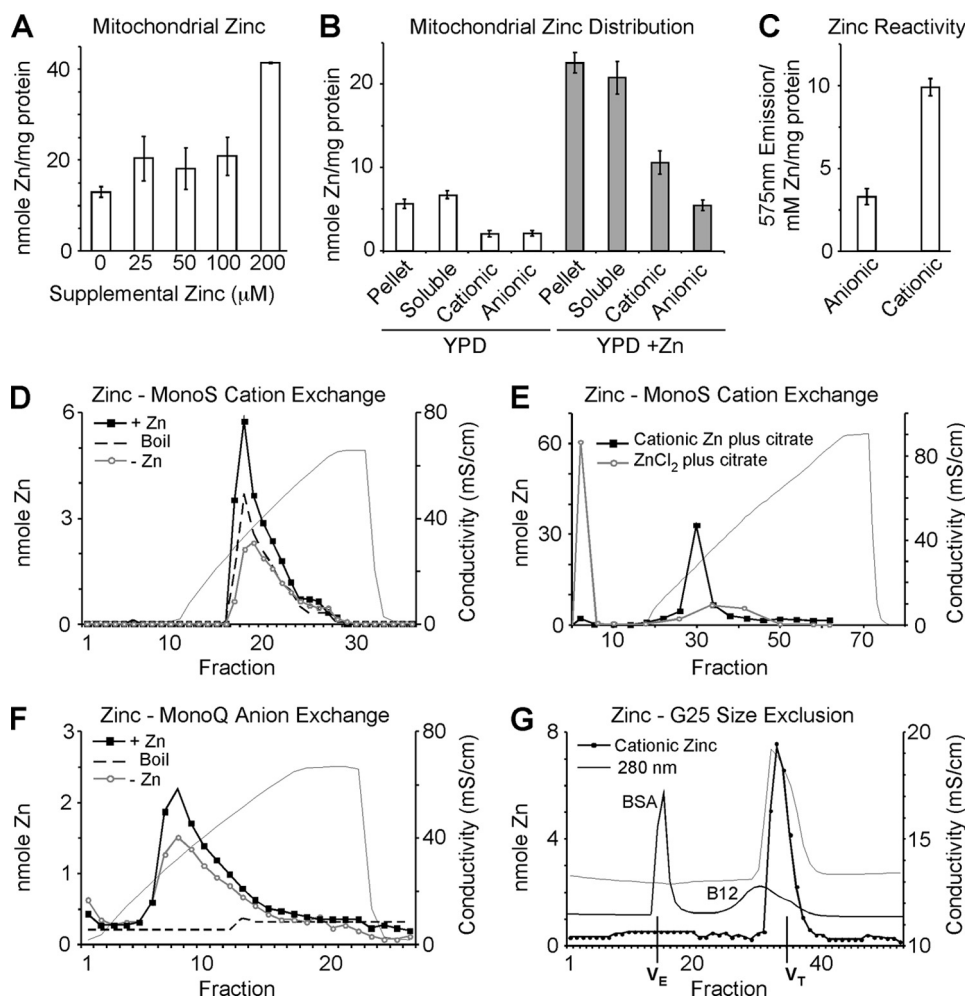 A
Mitochondrial Zinc
nmole Zn/mg protein
40
20
0
0 25 50 100 200
Supplemental Zinc (µM)
B
Mitochondrial Zinc Distribution
nmole Zn/mg protein
20
10
0
Pellet
Soluble
Cationic
Anionic
Pellet
Soluble
Cationic
Anionic
YPD
YPD +Zn
C
Zinc Reactivity
575nm Emission/
mM Zn/mg protein
10
5
0
Anionic
Cationic
D
Zinc - MonoS Cation Exchange
+ Zn
Boil
- Zn
nmole Zn
6
3
0
80
40
0
Conductivity (mS/cm)
1 10 20 30
Fraction
E
Zinc - MonoS Cation Exchange
Cationic Zn plus citrate
ZnCl2 plus citrate
nmole Zn
60
30
0
80
60
40
20
0
Conductivity (mS/cm)
10 30 50 70
Fraction
F
Zinc - MonoQ Anion Exchange
+ Zn
Boil
- Zn
nmole Zn
3
2
1
0
80
40
0
Conductivity (mS/cm)
1 10 20
Fraction
G
Zinc - G25 Size Exclusion
Cationic Zinc
280 nm
BSA
B12
nmole Zn
8
6
4
2
0
20
19
15
11
10
Conductivity (mS/cm)
1 20 40
VE VT
Fraction